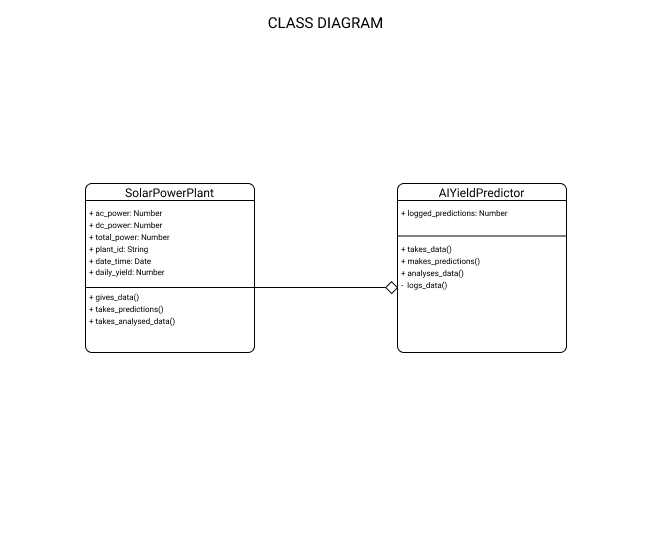 CLASS DIAGRAM
SolarPowerPlant
+ ac_power: Number
+ dc_power: Number
+ total_power: Number
+ plant_id: String
+ date_time: Date
+ daily_yield: Number
+ gives_data()
+ takes_predictions()
+ takes_analysed_data()
AIYieldPredictor
+ logged_predictions: Number
+ takes_data()
+ makes_predictions()
+ analyses_data()
- logs_data()